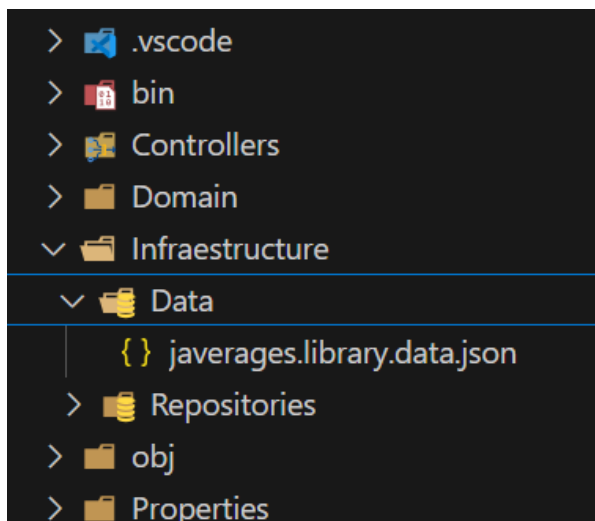 .vscode
bin
Controllers
Domain
Infraestructure
Data
{ } javerages.library.data.json
Repositories
obj
Properties